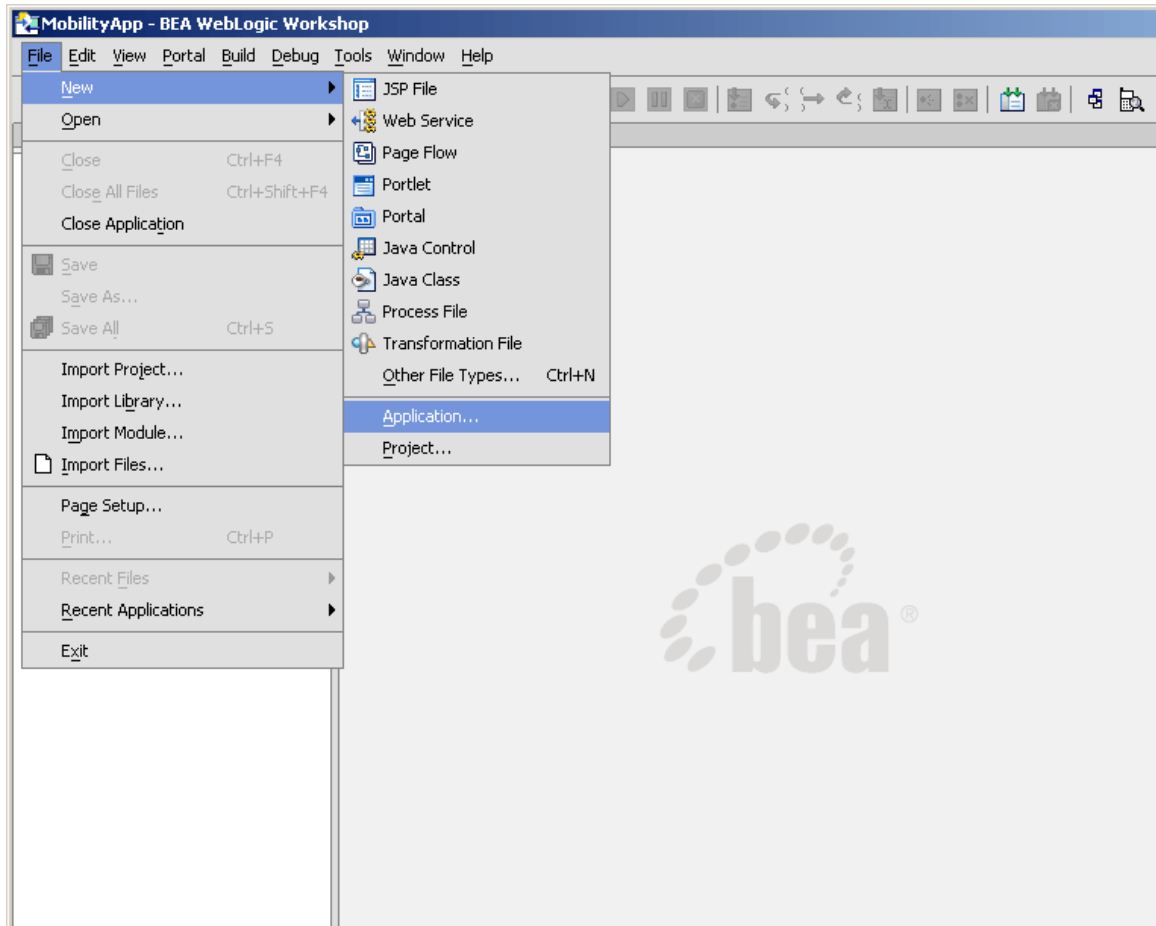 MobilityApp - BEA WebLogic Workshop
File Edit View Portal Build Debug Tools Window Help
New
Open
Close Ctrl+F4
Close All Files Ctrl+Shift+F4
Close Application
Save
Save As...
Save All Ctrl+S
Import Project...
Import Library...
Import Module...
Import Files...
Page Setup...
Print... Ctrl+P
Recent Files
Recent Applications
Exit
JSP File
Web Service
Page Flow
Portlet
Portal
Java Control
Java Class
Process File
Transformation File
Other File Types... Ctrl+N
Application...
Project...
bea®